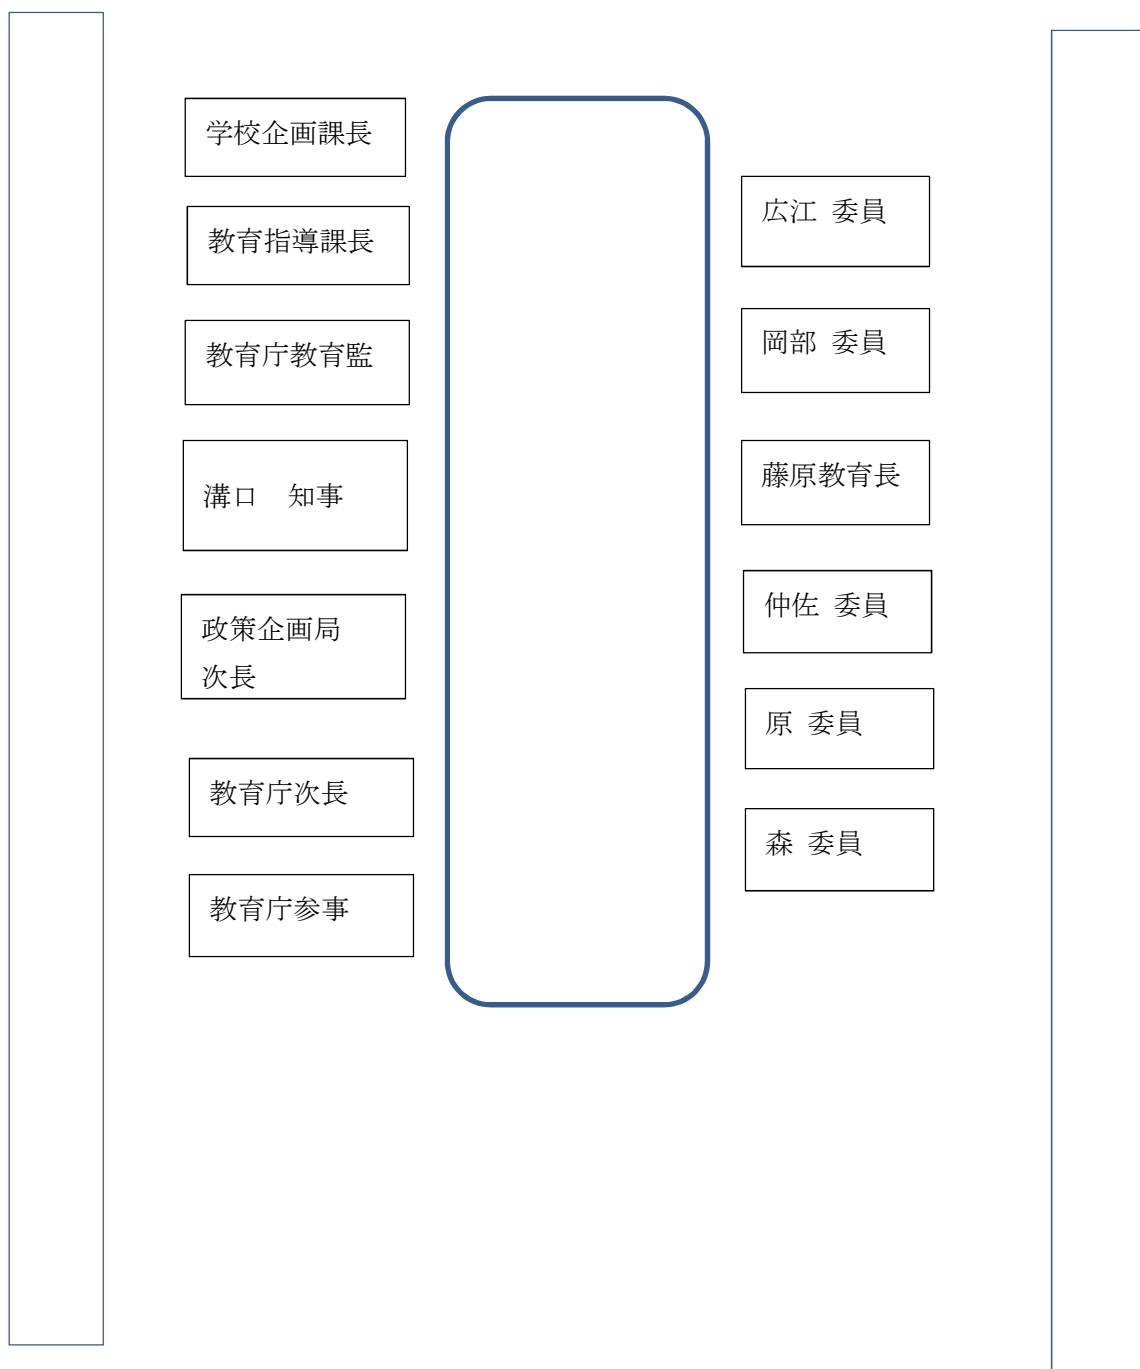 学校企画課長
教育指導課長
教育庁教育監
溝口　知事
政策企画局
次長
教育庁次長
教育庁参事
広江 委員
岡部 委員
藤原教育長
仲佐 委員
原 委員
森 委員